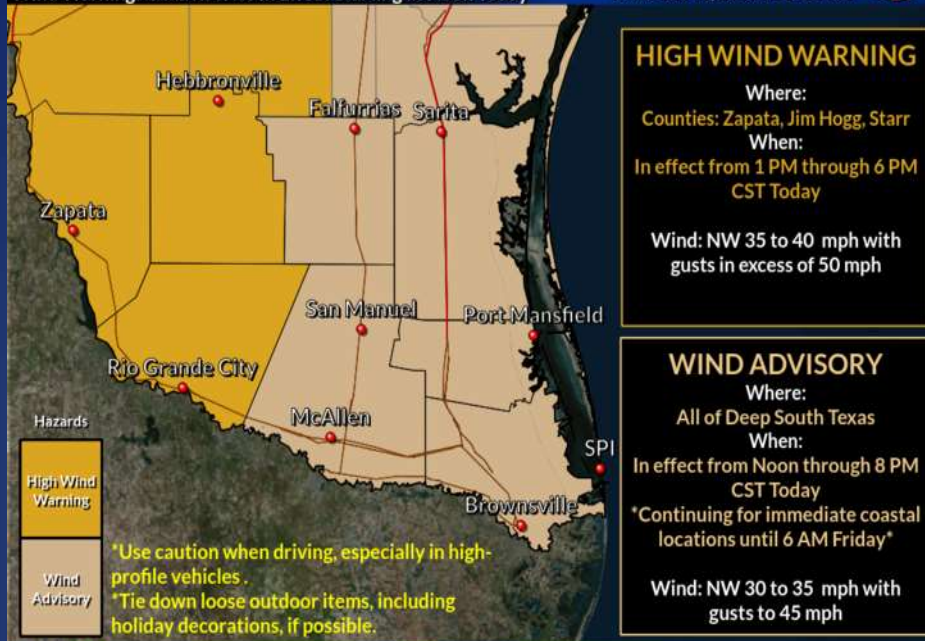 Hebbronville
Falfurrias
Sarita
Zapata
San Manuel
Port Mansfield
Rio Grande City
McAllen
SPI
Brownsville
Hazards
High Wind
Warning
Wind
Advisory
*Use caution when driving, especially in high-
profile vehicles .
*Tie down loose outdoor items, including
holiday decorations, if possible.
HIGH WIND WARNING
Where:
Counties: Zapata, Jim Hogg, Starr
When:
In effect from 1 PM through 6 PM
CST Today
Wind: NW 35 to 40 mph with
gusts in excess of 50 mph
WIND ADVISORY
Where:
All of Deep South Texas
When:
In effect from Noon through 8 PM
CST Today
*Continuing for immediate coastal
locations until 6 AM Friday*
Wind: NW 30 to 35 mph with
gusts to 45 mph